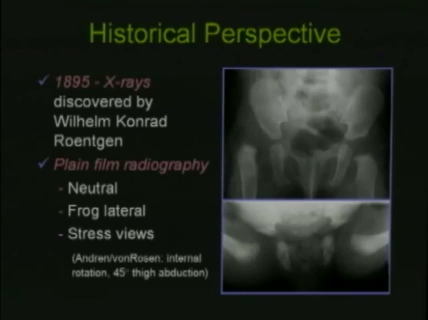 Historical Perspective
1895 - X-rays
discovered by
Wilhelm Konrad
Roentgen
Plain film radiography
- Neutral
- Frog lateral
- Stress views
(Andren/vonRosen: internal
rotation, 45° thigh abduction)